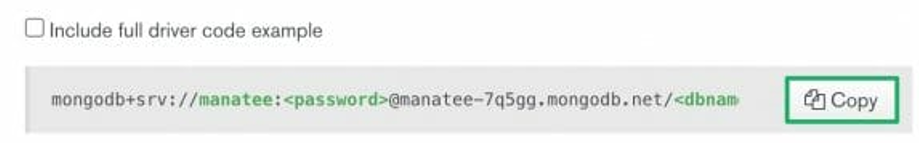 Include full driver code example
mongodb+srv://manatee:<password>@manatee-7q5gg.mongodb.net/<dbnam
Copy